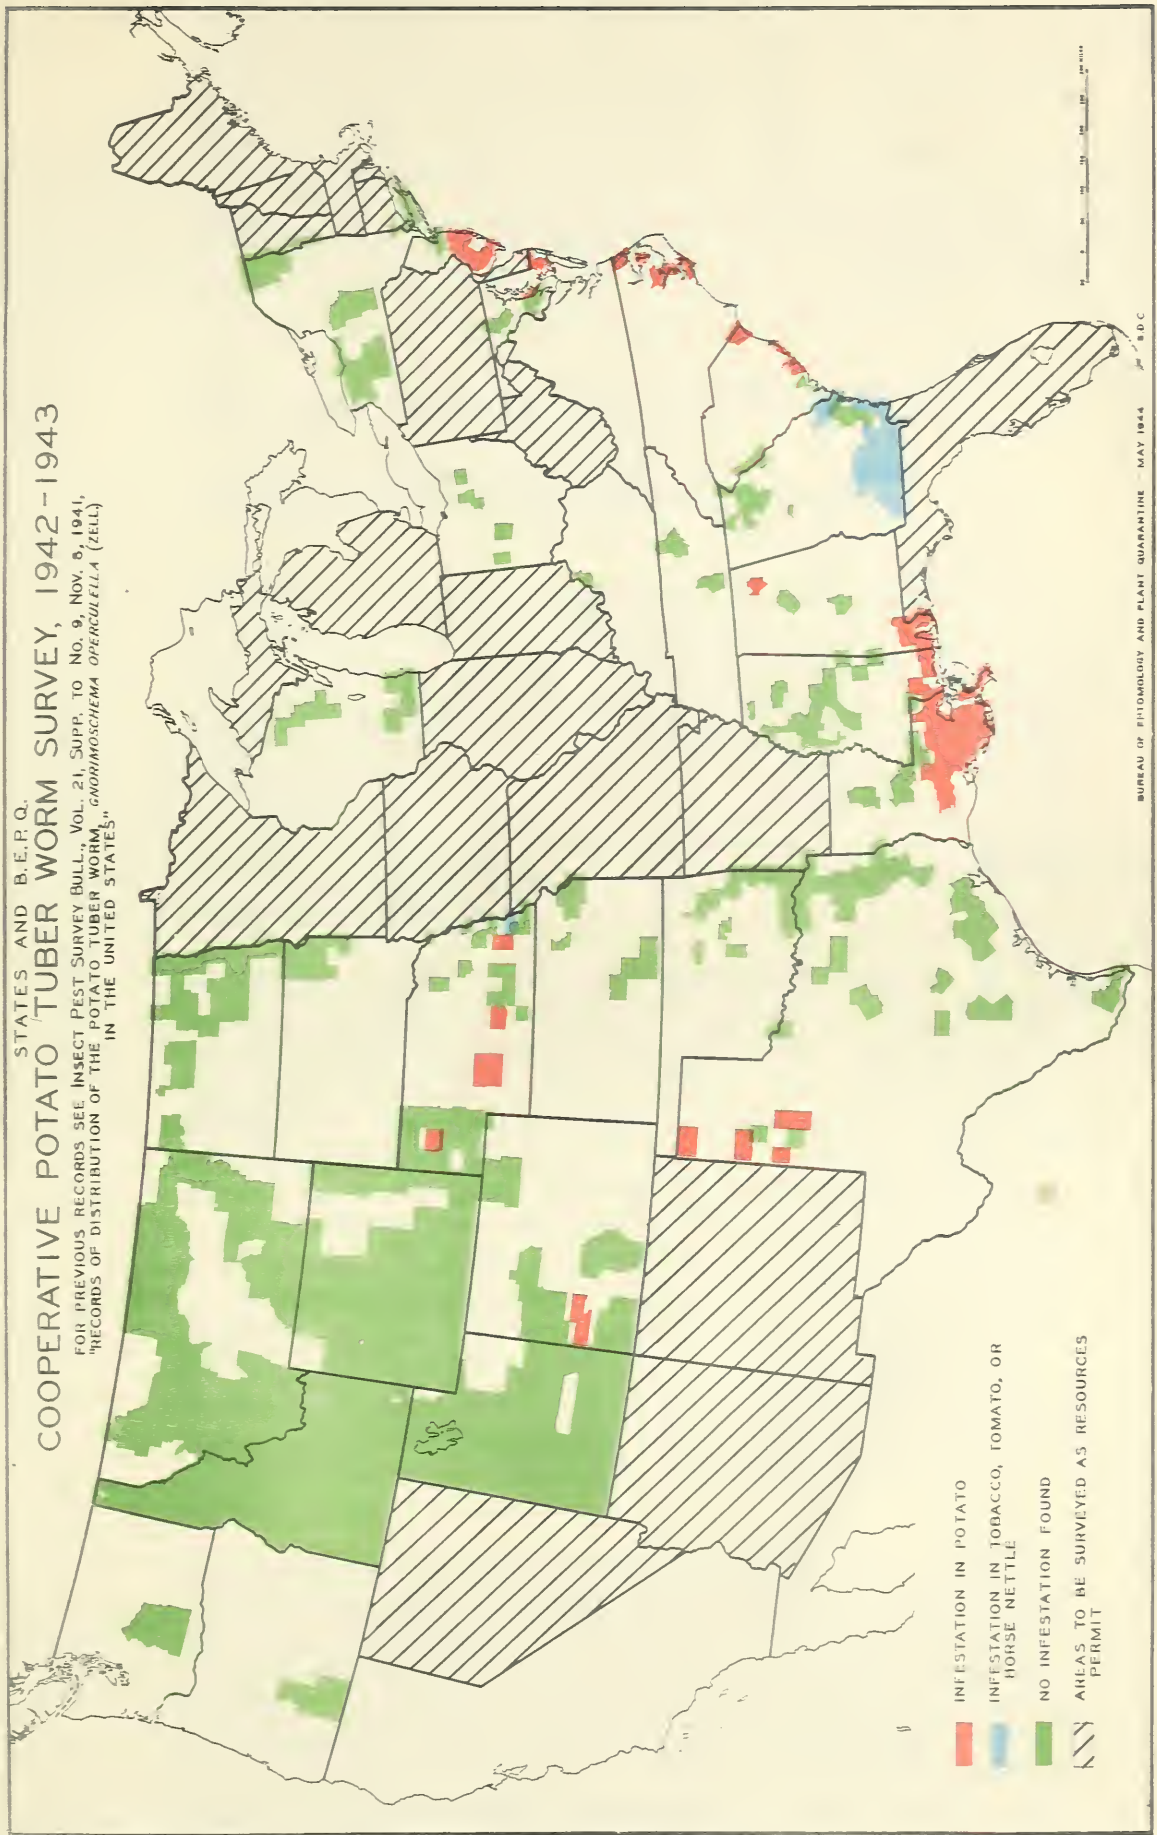 STATES AND B.E.P.Q.
COOPERATIVE POTATO TUBER WORM SURVEY, 1942-1943
FOR PREVIOUS RECORDS SEE INSECT PEST SURVEY BULL., VOL. 21, SUPP. TO NO. 9, NOV. 8, 1941,
"RECORDS OF DISTRIBUTION OF THE POTATO TUBER WORM, GNORIMOSCHEMA OPERCULELLA (ZELL)
IN THE UNITED STATES"
INFESTATION IN POTATO
INFESTATION IN TOBACCO, TOMATO, OR
HORSE NETTLE
NO INFESTATION FOUND
AREAS TO BE SURVEYED AS RESOURCES
PERMIT
BUREAU OF ENTOMOLOGY AND PLANT QUARANTINE - MAY 1944